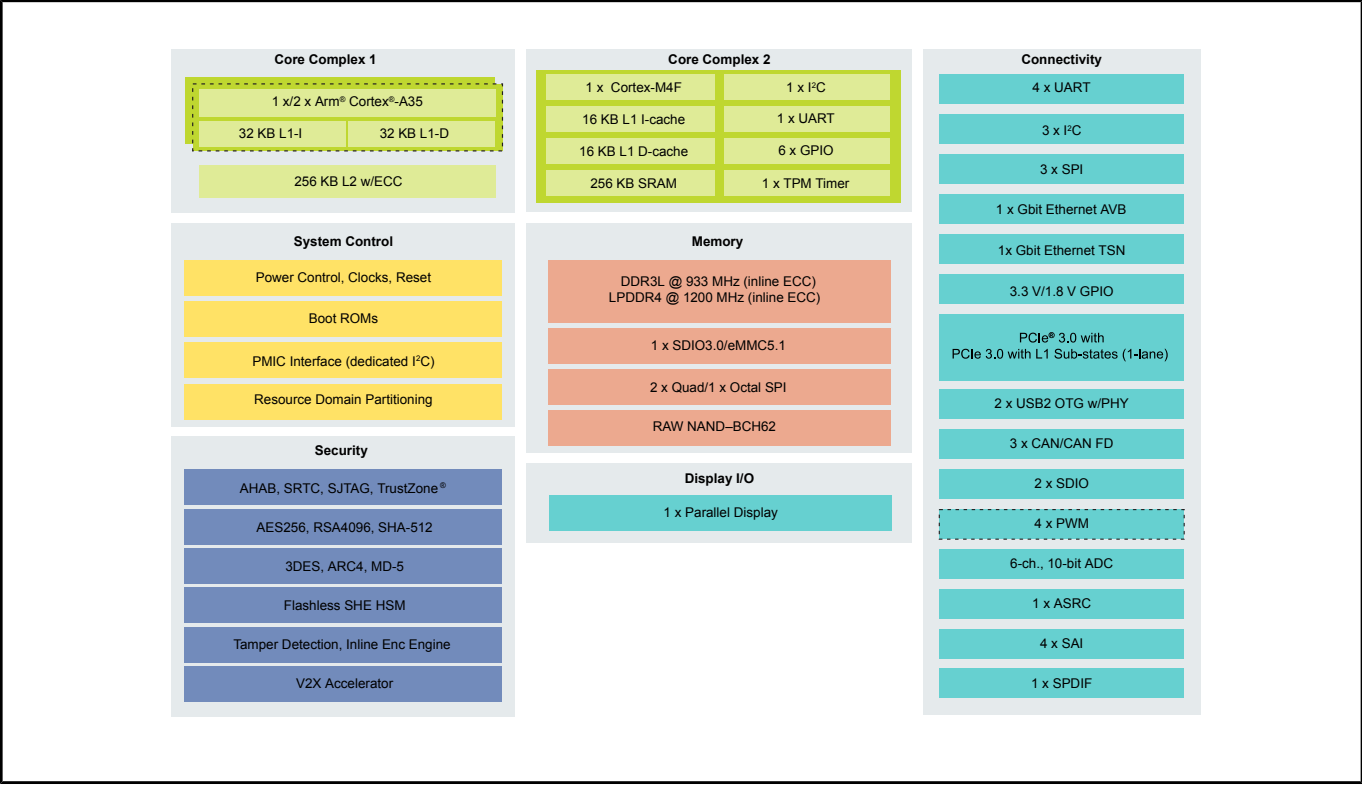 Core Complex 1
1 x/2 x Arm® Cortex®-A35
32 KB L1-I
32 KB L1-D
256 KB L2 w/ECC
Core Complex 2
1 x Cortex-M4F
1 x I²C
16 KB L1 I-cache
1 x UART
16 KB L1 D-cache
6 x GPIO
256 KB SRAM
1 x TPM Timer
System Control
Power Control, Clocks, Reset
Boot ROMs
PMIC Interface (dedicated I²C)
Resource Domain Partitioning
Memory
DDR3L @ 933 MHz (inline ECC)
LPDDR4 @ 1200 MHz (inline ECC)
1 x SDIO3.0/eMMC5.1
2 x Quad/1 x Octal SPI
RAW NAND–BCH62
Security
AHAB, SRTC, SJTAG, TrustZone®
AES256, RSA4096, SHA-512
3DES, ARC4, MD-5
Flashless SHE HSM
Tamper Detection, Inline Enc Engine
V2X Accelerator
Display I/O
1 x Parallel Display
Connectivity
4 x UART
3 x I²C
3 x SPI
1 x Gbit Ethernet AVB
1x Gbit Ethernet TSN
3.3 V/1.8 V GPIO
PCIe® 3.0 with
PCIe 3.0 with L1 Sub-states (1-lane)
2 x USB2 OTG w/PHY
3 x CAN/CAN FD
2 x SDIO
4 x PWM
6-ch., 10-bit ADC
1 x ASRC
4 x SAI
1 x SPDIF